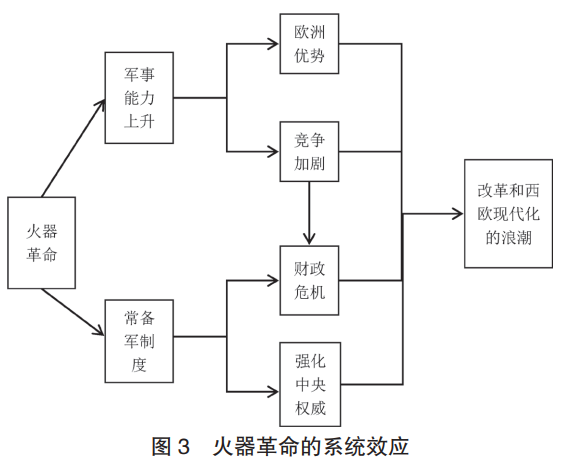 火器
革命
军事
能力
上升
常备
军制
度
欧洲
优势
竞争
加剧
财政
危机
强化
中央
权威
改革和西
欧现代化
的浪潮
图 3 火器革命的系统效应